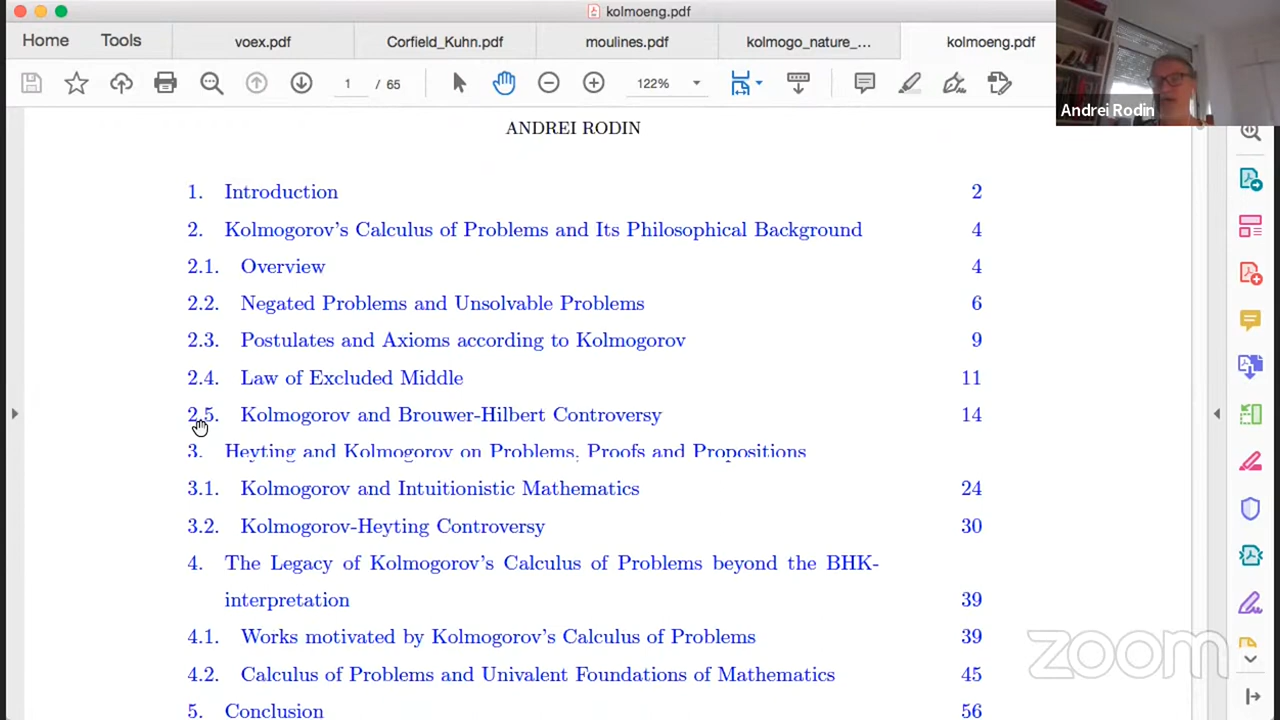 kolmoeng.pdf
Home Tools voex.pdf Corfield_Kuhn.pdf moulines.pdf kolmogo_nature_... kolmoeng.pdf
1 / 65 122%
Andrei Rodin
ANDREI RODIN
1. Introduction 2
2. Kolmogorov's Calculus of Problems and Its Philosophical Background 4
2.1. Overview 4
2.2. Negated Problems and Unsolvable Problems 6
2.3. Postulates and Axioms according to Kolmogorov 9
2.4. Law of Excluded Middle 11
2.5. Kolmogorov and Brouwer-Hilbert Controversy 14
3. Heyting and Kolmogorov on Problems, Proofs and Propositions
3.1. Kolmogorov and Intuitionistic Mathematics 24
3.2. Kolmogorov-Heyting Controversy 30
4. The Legacy of Kolmogorov's Calculus of Problems beyond the BHK-
interpretation 39
4.1. Works motivated by Kolmogorov's Calculus of Problems 39
4.2. Calculus of Problems and Univalent Foundations of Mathematics 45
5. Conclusion 56
zoom